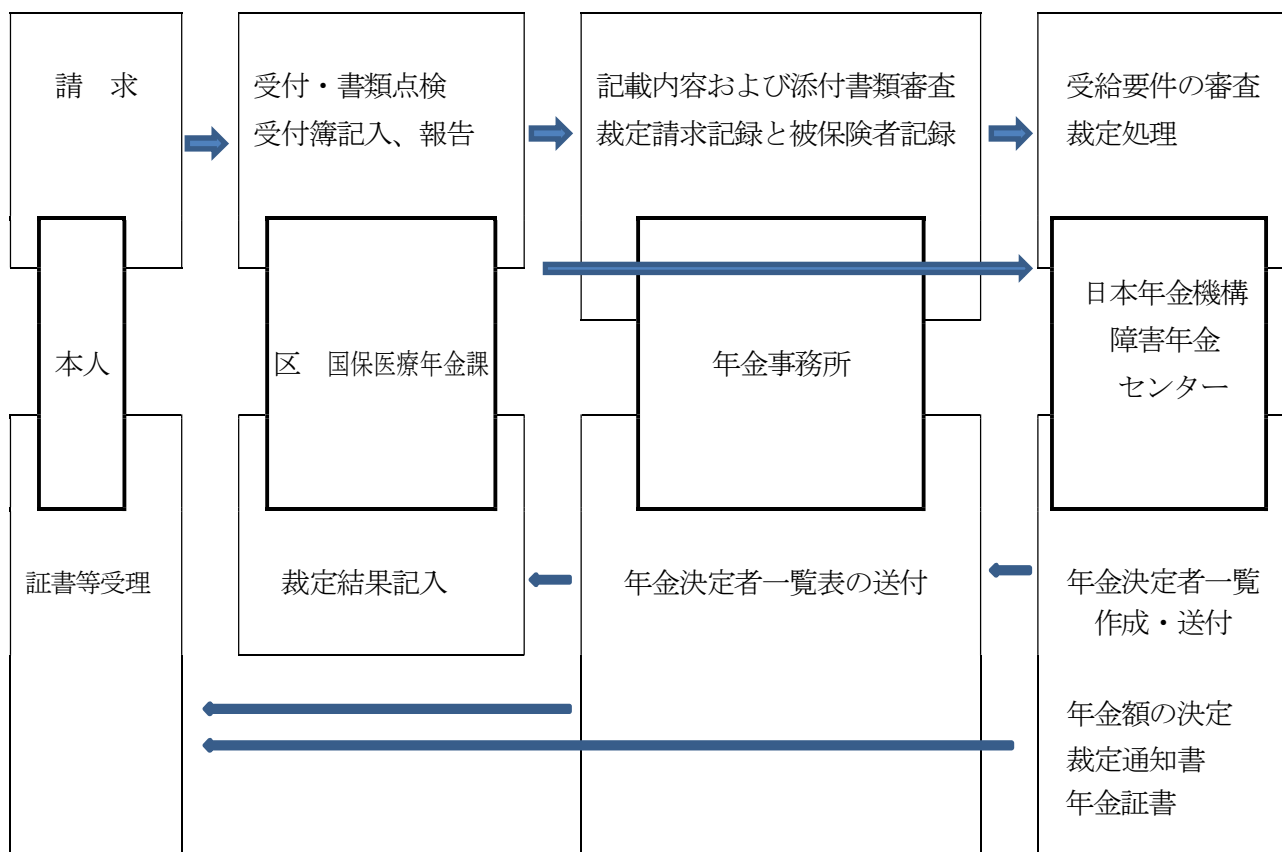 請　求
受付・書類点検
受付簿記入、報告
記載内容および添付書類審査
裁定請求記録と被保険者記録
受給要件の審査
裁定処理
本人
区　国保医療年金課
年金事務所
日本年金機構
障害年金
センター
証書等受理
裁定結果記入
年金決定者一覧表の送付
年金決定者一覧
作成・送付
年金額の決定
裁定通知書
年金証書